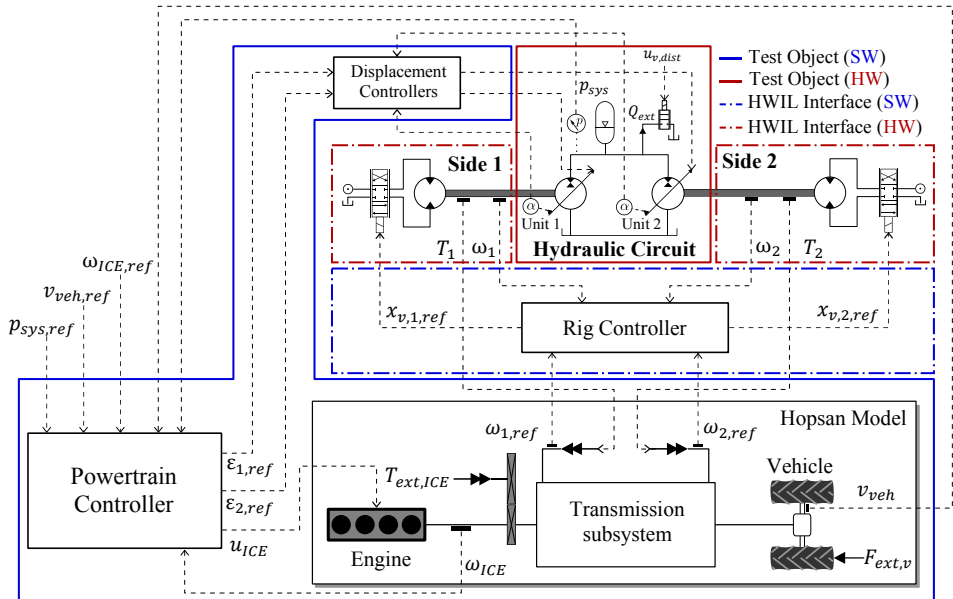 Test Object (SW)
Test Object (HW)
HWIL Interface (SW)
HWIL Interface (HW)
Displacement
Controllers
p_sys
u_v,dist
Q_ext
p
Side 1
Side 2
α
Unit 1
α
Unit 2
Hydraulic Circuit
T_1
ω_1
ω_2
T_2
ω_ICE,ref
v_veh,ref
p_sys,ref
x_v,1,ref
Rig Controller
x_v,2,ref
Hopsan Model
ω_1,ref
ω_2,ref
Powertrain
Controller
ε_1,ref
ε_2,ref
u_ICE
T_ext,ICE
Engine
ω_ICE
Transmission
subsystem
Vehicle
v_veh
F_ext,v